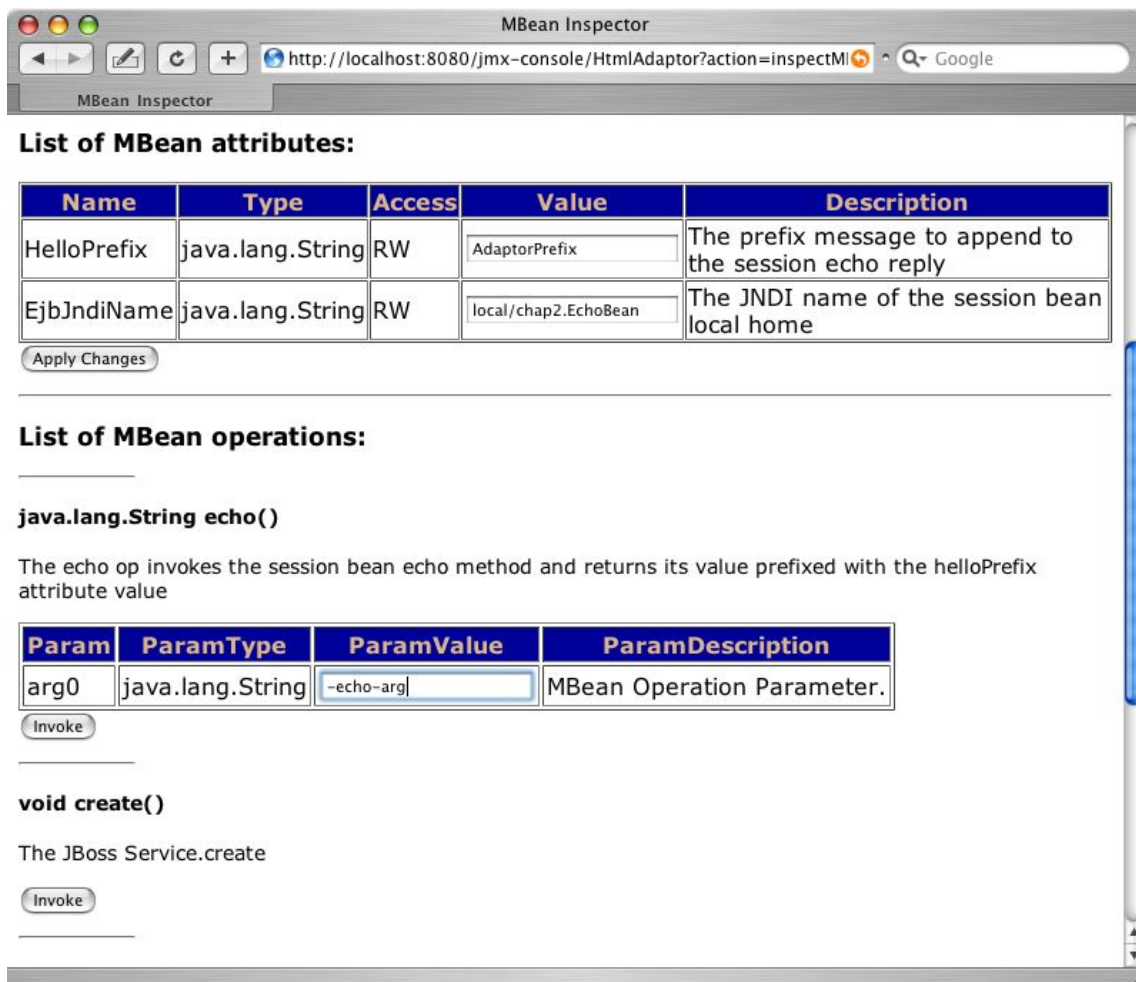 MBean Inspector
http://localhost:8080/jmx-console/HtmlAdaptor?action=inspectM
Google
MBean Inspector
List of MBean attributes:
Name Type Access Value Description
HelloPrefix java.lang.String RW AdaptorPrefix The prefix message to append to
the session echo reply
EjbJndiName java.lang.String RW local/chap2.EchoBean The JNDI name of the session bean
local home
Apply Changes
List of MBean operations:
java.lang.String echo()
The echo op invokes the session bean echo method and returns its value prefixed with the helloPrefix
attribute value
Param ParamType ParamValue ParamDescription
arg0 java.lang.String -echo-arg MBean Operation Parameter.
Invoke
void create()
The JBoss Service.create
Invoke